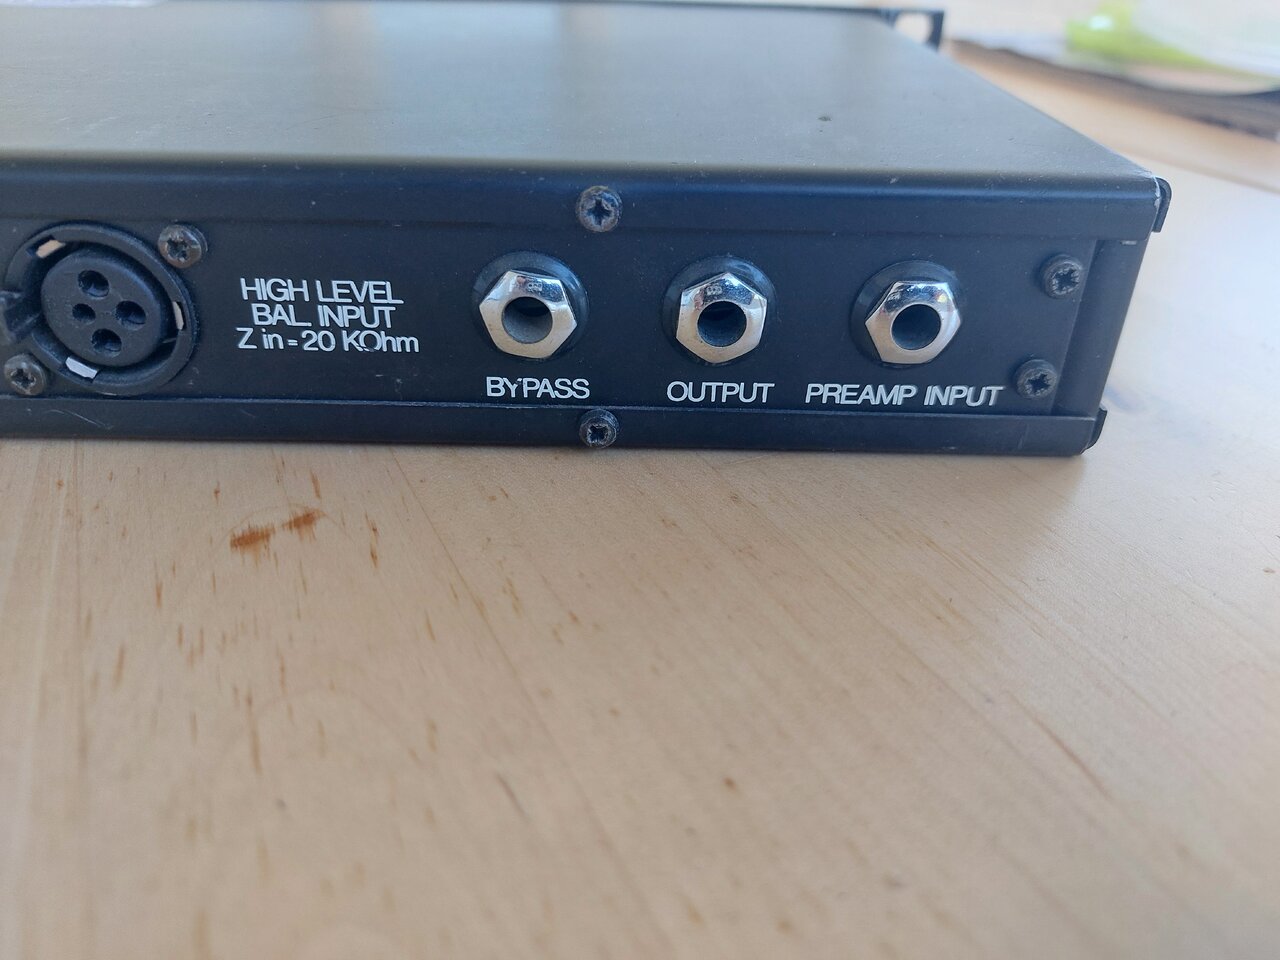 HIGH LEVEL
BAL. INPUT
Z in = 20 KOhm
BYPASS
OUTPUT
PREAMP INPUT